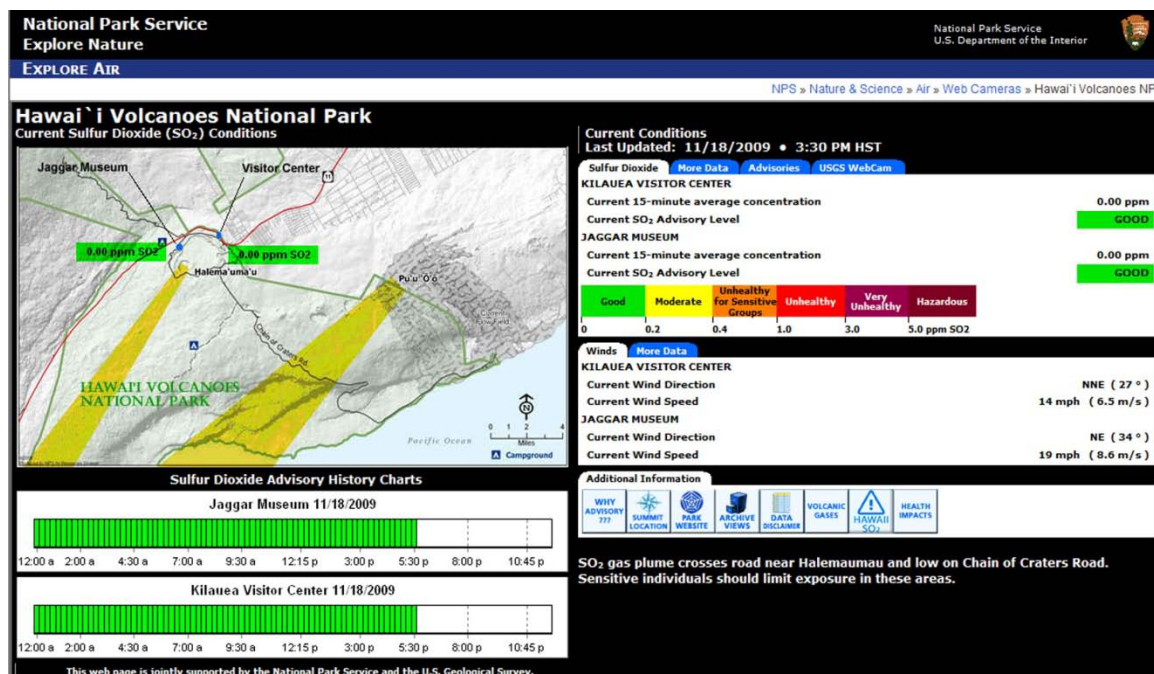 National Park Service
Explore Nature
National Park Service
U.S. Department of the Interior
EXPLORE AIR
NPS » Nature & Science » Air » Web Cameras » Hawai`i Volcanoes NP
Hawai`i Volcanoes National Park
Current Sulfur Dioxide (SO₂) Conditions
Jaggar Museum
Visitor Center
11
0.00 ppm SO2
0.00 ppm SO2
Halema'uma'u
Pu'u 'O'o
Current
Flow Field
Chain of Craters Rd.
HAWAI'I VOLCANOES
NATIONAL PARK
Pacific Ocean
N
0 1 2 4
Miles
Campground
Sulfur Dioxide Advisory History Charts
Jaggar Museum 11/18/2009
12:00 a 2:00 a 4:30 a 7:00 a 9:30 a 12:15 p 3:00 p 5:30 p 8:00 p 10:45 p
Kilauea Visitor Center 11/18/2009
12:00 a 2:00 a 4:30 a 7:00 a 9:30 a 12:15 p 3:00 p 5:30 p 8:00 p 10:45 p
This web page is jointly supported by the National Park Service and the U.S. Geological Survey.
Current Conditions
Last Updated: 11/18/2009 • 3:30 PM HST
Sulfur Dioxide More Data Advisories USGS WebCam
KILAUEA VISITOR CENTER
Current 15-minute average concentration 0.00 ppm
Current SO₂ Advisory Level GOOD
JAGGAR MUSEUM
Current 15-minute average concentration 0.00 ppm
Current SO₂ Advisory Level GOOD
Good Moderate Unhealthy for Sensitive Groups Unhealthy Very Unhealthy Hazardous
0 0.2 0.4 1.0 3.0 5.0 ppm SO2
Winds More Data
KILAUEA VISITOR CENTER
Current Wind Direction NNE ( 27 ° )
Current Wind Speed 14 mph ( 6.5 m/s )
JAGGAR MUSEUM
Current Wind Direction NE ( 34 ° )
Current Wind Speed 19 mph ( 8.6 m/s )
Additional Information
WHY ADVISORY ???
SUMMIT LOCATION
PARK WEBSITE
ARCHIVE VIEWS
DATA DISCLAIMER
VOLCANIC GASES
HAWAII SO₂
HEALTH IMPACTS
SO₂ gas plume crosses road near Halemaumau and low on Chain of Craters Road.
Sensitive individuals should limit exposure in these areas.